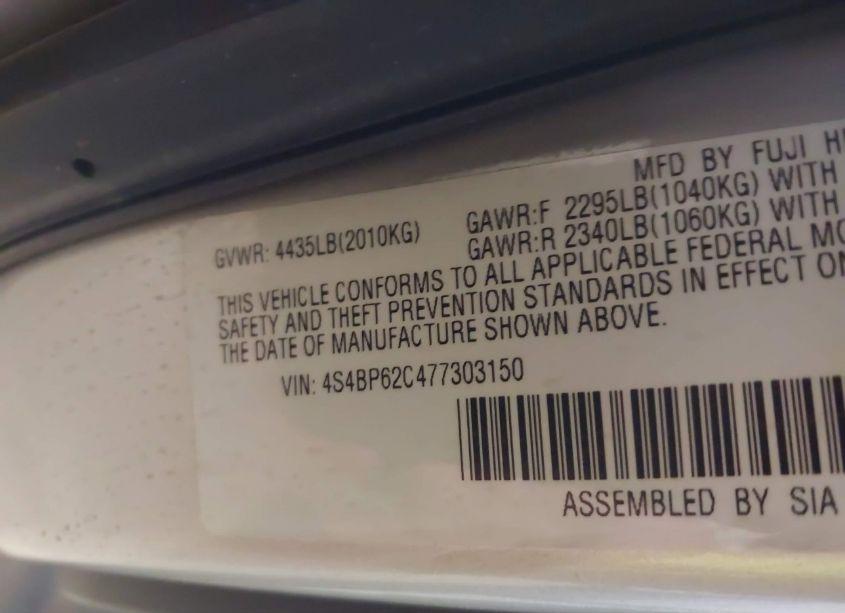 MFD BY FUJI H
GVWR: 4435LB(2010KG)
GAWR:F 2295LB(1040KG) WITH
GAWR:R 2340LB(1060KG) WITH
THIS VEHICLE CONFORMS TO ALL APPLICABLE FEDERAL MO
SAFETY AND THEFT PREVENTION STANDARDS IN EFFECT ON
THE DATE OF MANUFACTURE SHOWN ABOVE.
VIN: 4S4BP62C477303150
ASSEMBLED BY SIA